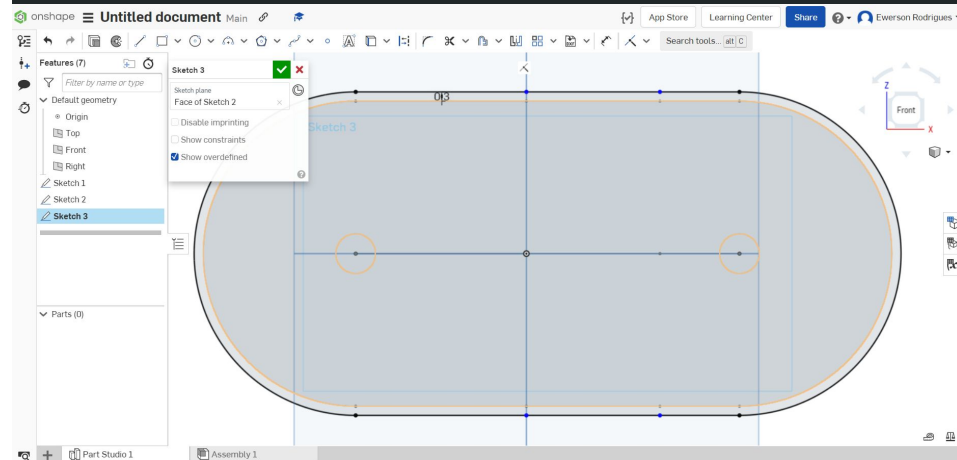 onshape Untitled document Main App Store Learning Center Share Ewerson Rodrigues
Search tools... alt C
Features (7)
Filter by name or type
Default geometry
Origin
Top
Front
Right
Sketch 1
Sketch 2
Sketch 3
Parts (0)
Sketch 3
Sketch plane
Face of Sketch 2
Disable imprinting
Show constraints
Show overdefined
0,3
Sketch 3
Z
Front
X
Part Studio 1 Assembly 1